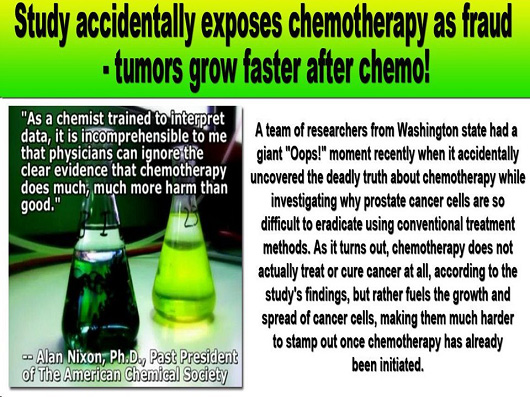 Study accidentally exposes chemotherapy as fraud
- tumors grow faster after chemo!
"As a chemist trained to interpret
data, it is incomprehensible to me
that physicians can ignore the
clear evidence that chemotherapy
does much, much more harm than
good."
-- Alan Nixon, Ph.D., Past President
of The American Chemical Society
A team of researchers from Washington state had a
giant "Oops!" moment recently when it accidentally
uncovered the deadly truth about chemotherapy while
investigating why prostate cancer cells are so
difficult to eradicate using conventional treatment
methods. As it turns out, chemotherapy does not
actually treat or cure cancer at all, according to the
study's findings, but rather fuels the growth and
spread of cancer cells, making them much harder
to stamp out once chemotherapy has already
been initiated.